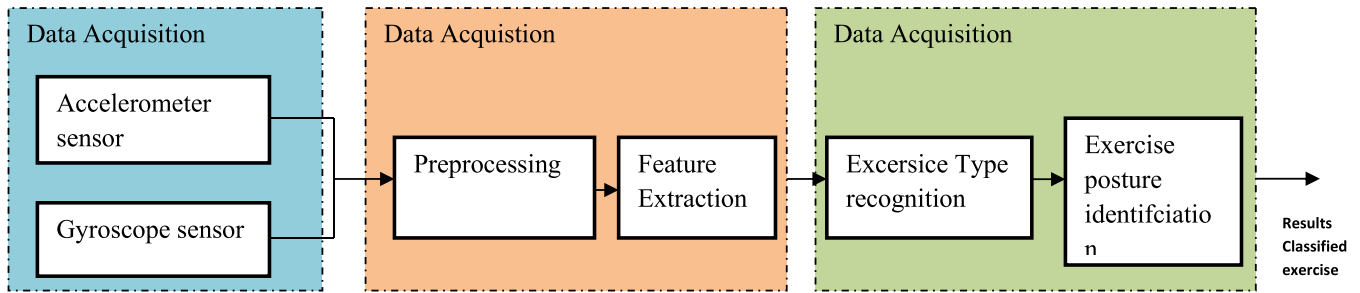 Data Acquisition
Accelerometer
sensor
Gyroscope sensor
Data Acquistion
Preprocessing
Feature
Extraction
Data Acquisition
Excersice Type
recognition
Exercise
posture
identifciatio
n
Results
Classified
exercise